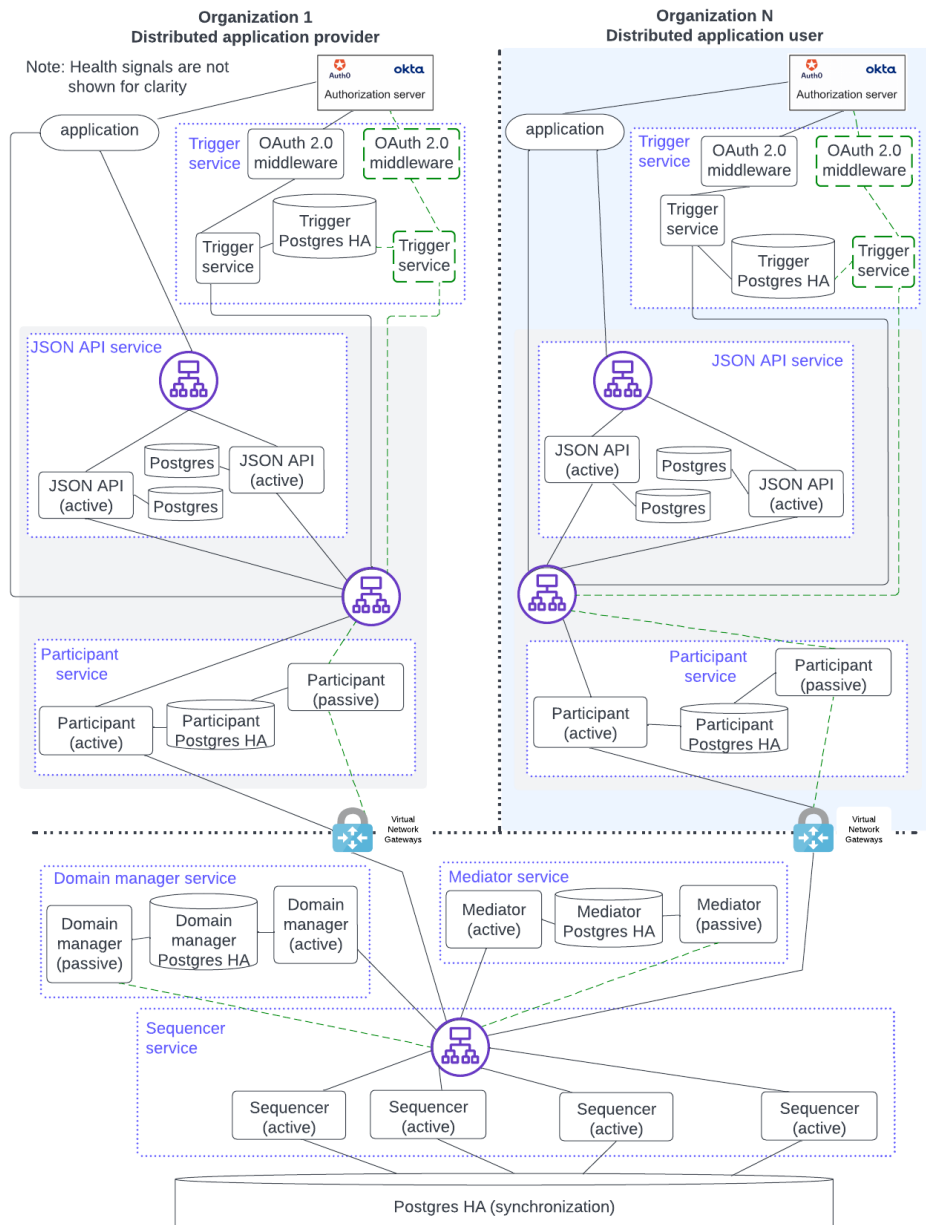 Organization 1
Distributed application provider
Organization N
Distributed application user
Note: Health signals are not
shown for clarity
Auth0
okta
Authorization server
application
Trigger
service
OAuth 2.0
middleware
OAuth 2.0
middleware
Trigger
Postgres HA
Trigger
service
Trigger
service
Auth0
okta
Authorization server
application
Trigger
service
OAuth 2.0
middleware
OAuth 2.0
middleware
Trigger
service
Trigger
Postgres HA
Trigger
service
JSON API service
Postgres
JSON API
(active)
JSON API
(active)
Postgres
JSON API service
JSON API
(active)
Postgres
JSON API
(active)
Postgres
Participant
service
Participant
(passive)
Participant
(active)
Participant
Postgres HA
Participant
service
Participant
(passive)
Participant
(active)
Participant
Postgres HA
Virtual
Network
Gateways
Virtual
Network
Gateways
Domain manager service
Domain
manager
(passive)
Domain
manager
Postgres HA
Domain
manager
(active)
Mediator service
Mediator
(active)
Mediator
Postgres HA
Mediator
(passive)
Sequencer
service
Sequencer
(active)
Sequencer
(active)
Sequencer
(active)
Sequencer
(active)
Postgres HA (synchronization)